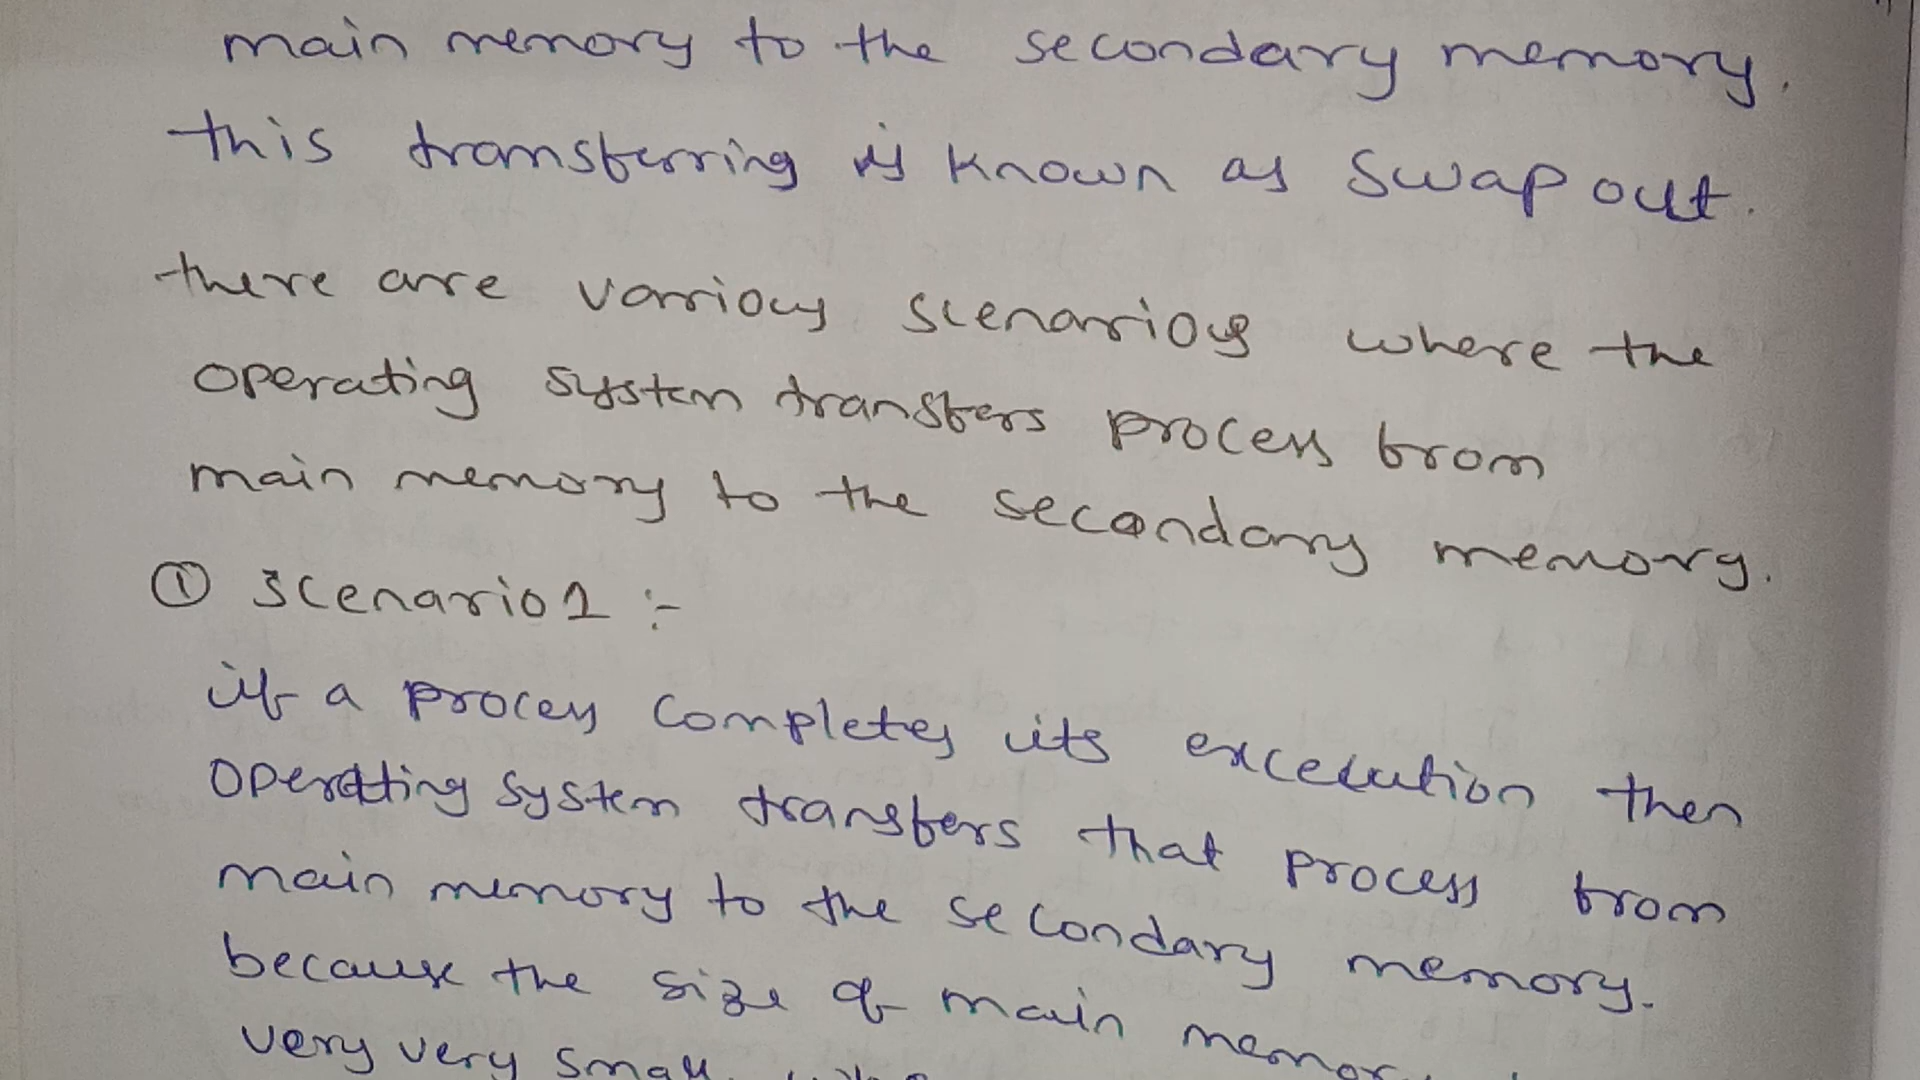 main memory to the secondary memory.
this transferring is known as Swap out.
there are various scenarios where the
operating system transfers process from
main memory to the secondary memory.
① Scenario 1 :-
if a process completes its excecution then
Operating system transfers that process from
main memory to the secondary memory.
because the size of main memor
very very small.